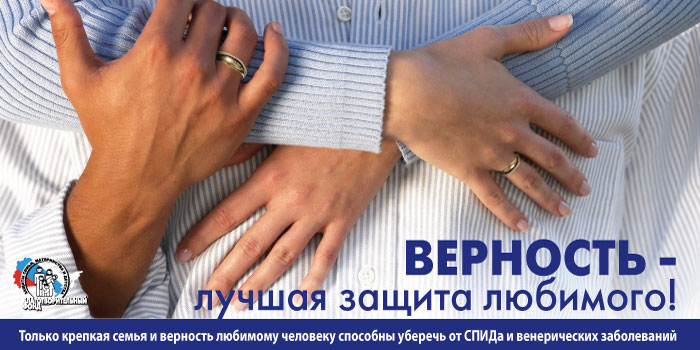 ВЕРНОСТЬ -
лучшая защита любимого!
Только крепкая семья и верность любимому человеку способны уберечь от СПИДа и венерических заболеваний